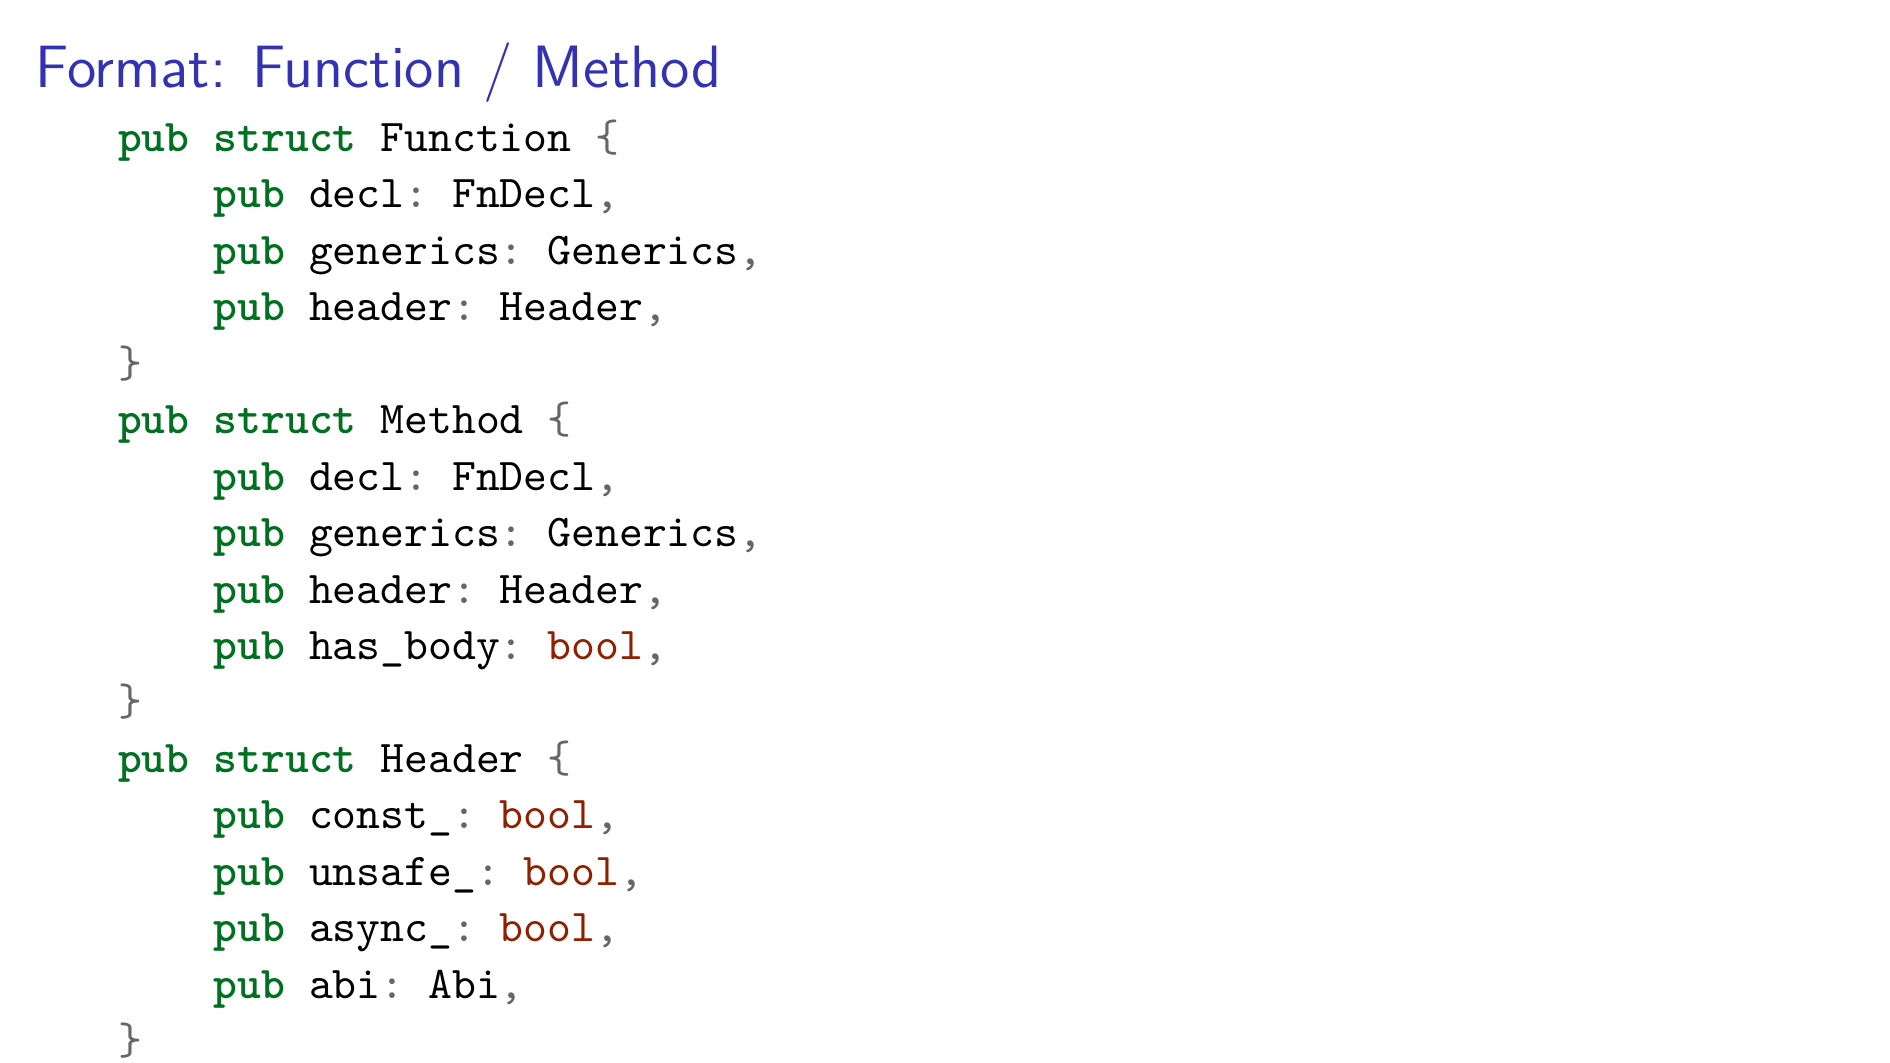 Format: Function / Method
pub struct Function {
    pub decl: FnDecl,
    pub generics: Generics,
    pub header: Header,
}
pub struct Method {
    pub decl: FnDecl,
    pub generics: Generics,
    pub header: Header,
    pub has_body: bool,
}
pub struct Header {
    pub const_: bool,
    pub unsafe_: bool,
    pub async_: bool,
    pub abi: Abi,
}